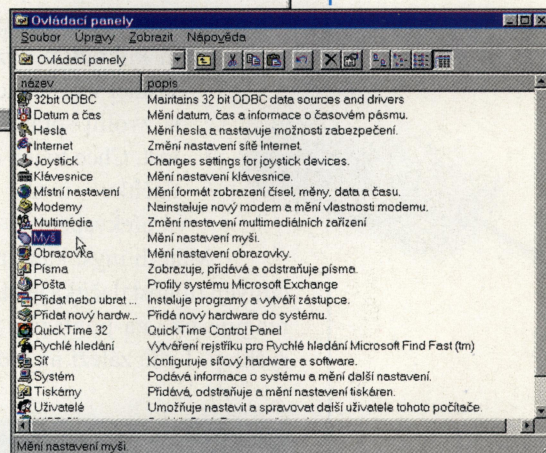 Ovládací panely
Soubor Úpravy Zobrazit Nápověda
Ovládací panely
název popis
32bit ODBC Maintains 32 bit ODBC data sources and drivers
Datum a čas Mění datum, čas a informace o časovém pásmu.
Hesla Mění hesla a nastavuje možnosti zabezpečení.
Internet Změní nastavení sítě Internet.
Joystick Changes settings for joystick devices.
Klávesnice Mění nastavení klávesnice.
Místní nastavení Mění formát zobrazení čísel, měny, data a času.
Modemy Nainstaluje nový modem a mění vlastnosti modemu.
Multimédia Změní nastavení multimediálních zařízení
Myš Mění nastavení myši.
Obrazovka Mění nastavení obrazovky.
Písma Zobrazuje, přidává a odstraňuje písma.
Pošta Profily systému Microsoft Exchange
Přidat nebo ubrat ... Instaluje programy a vytváří zástupce.
Přidat nový hardw... Přidá nový hardware do systému.
QuickTime 32 QuickTime Control Panel
Rychlé hledání Vytváření rejstříku pro Rychlé hledání Microsoft Find Fast (tm)
Síť Konfiguruje síťový hardware a software.
Systém Podává informace o systému a mění další nastavení.
Tiskárny Přidává, odstraňuje a mění nastavení tiskáren.
Uživatelé Umožňuje nastavit a spravovat další uživatele tohoto počítače.
Mění nastavení myši.